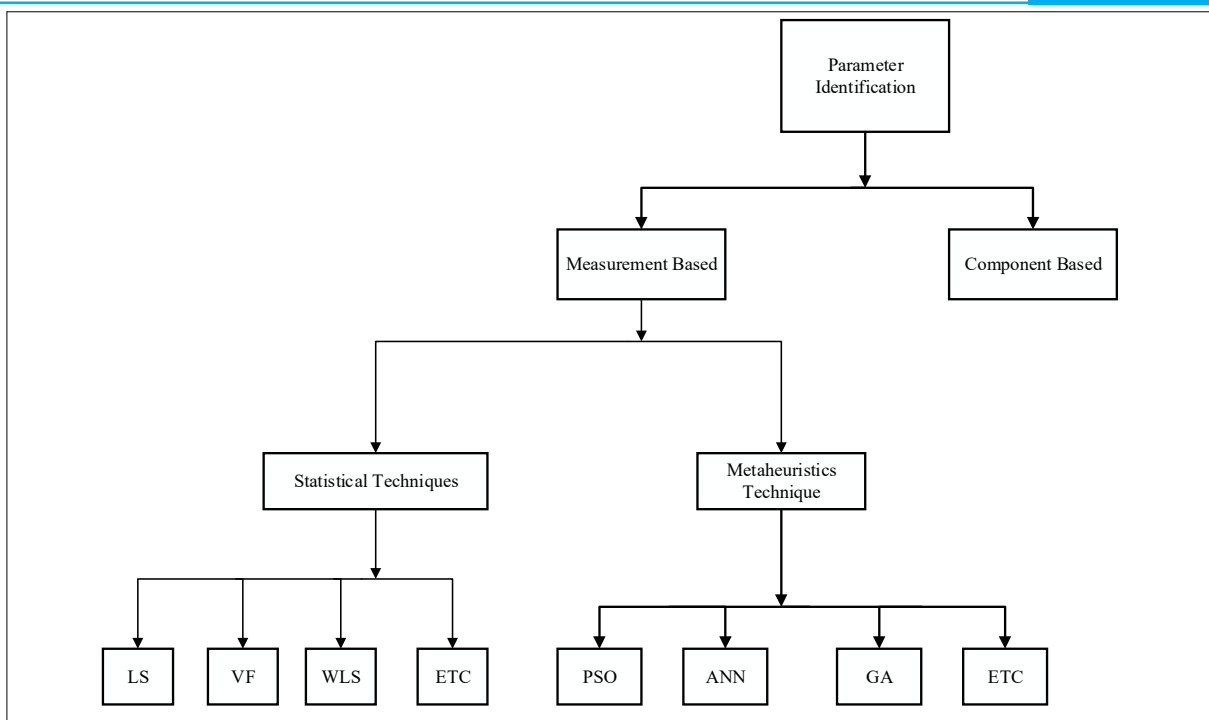 Parameter
Identification
Measurement Based
Component Based
Statistical Techniques
Metaheuristics
Technique
LS
VF
WLS
ETC
PSO
ANN
GA
ETC